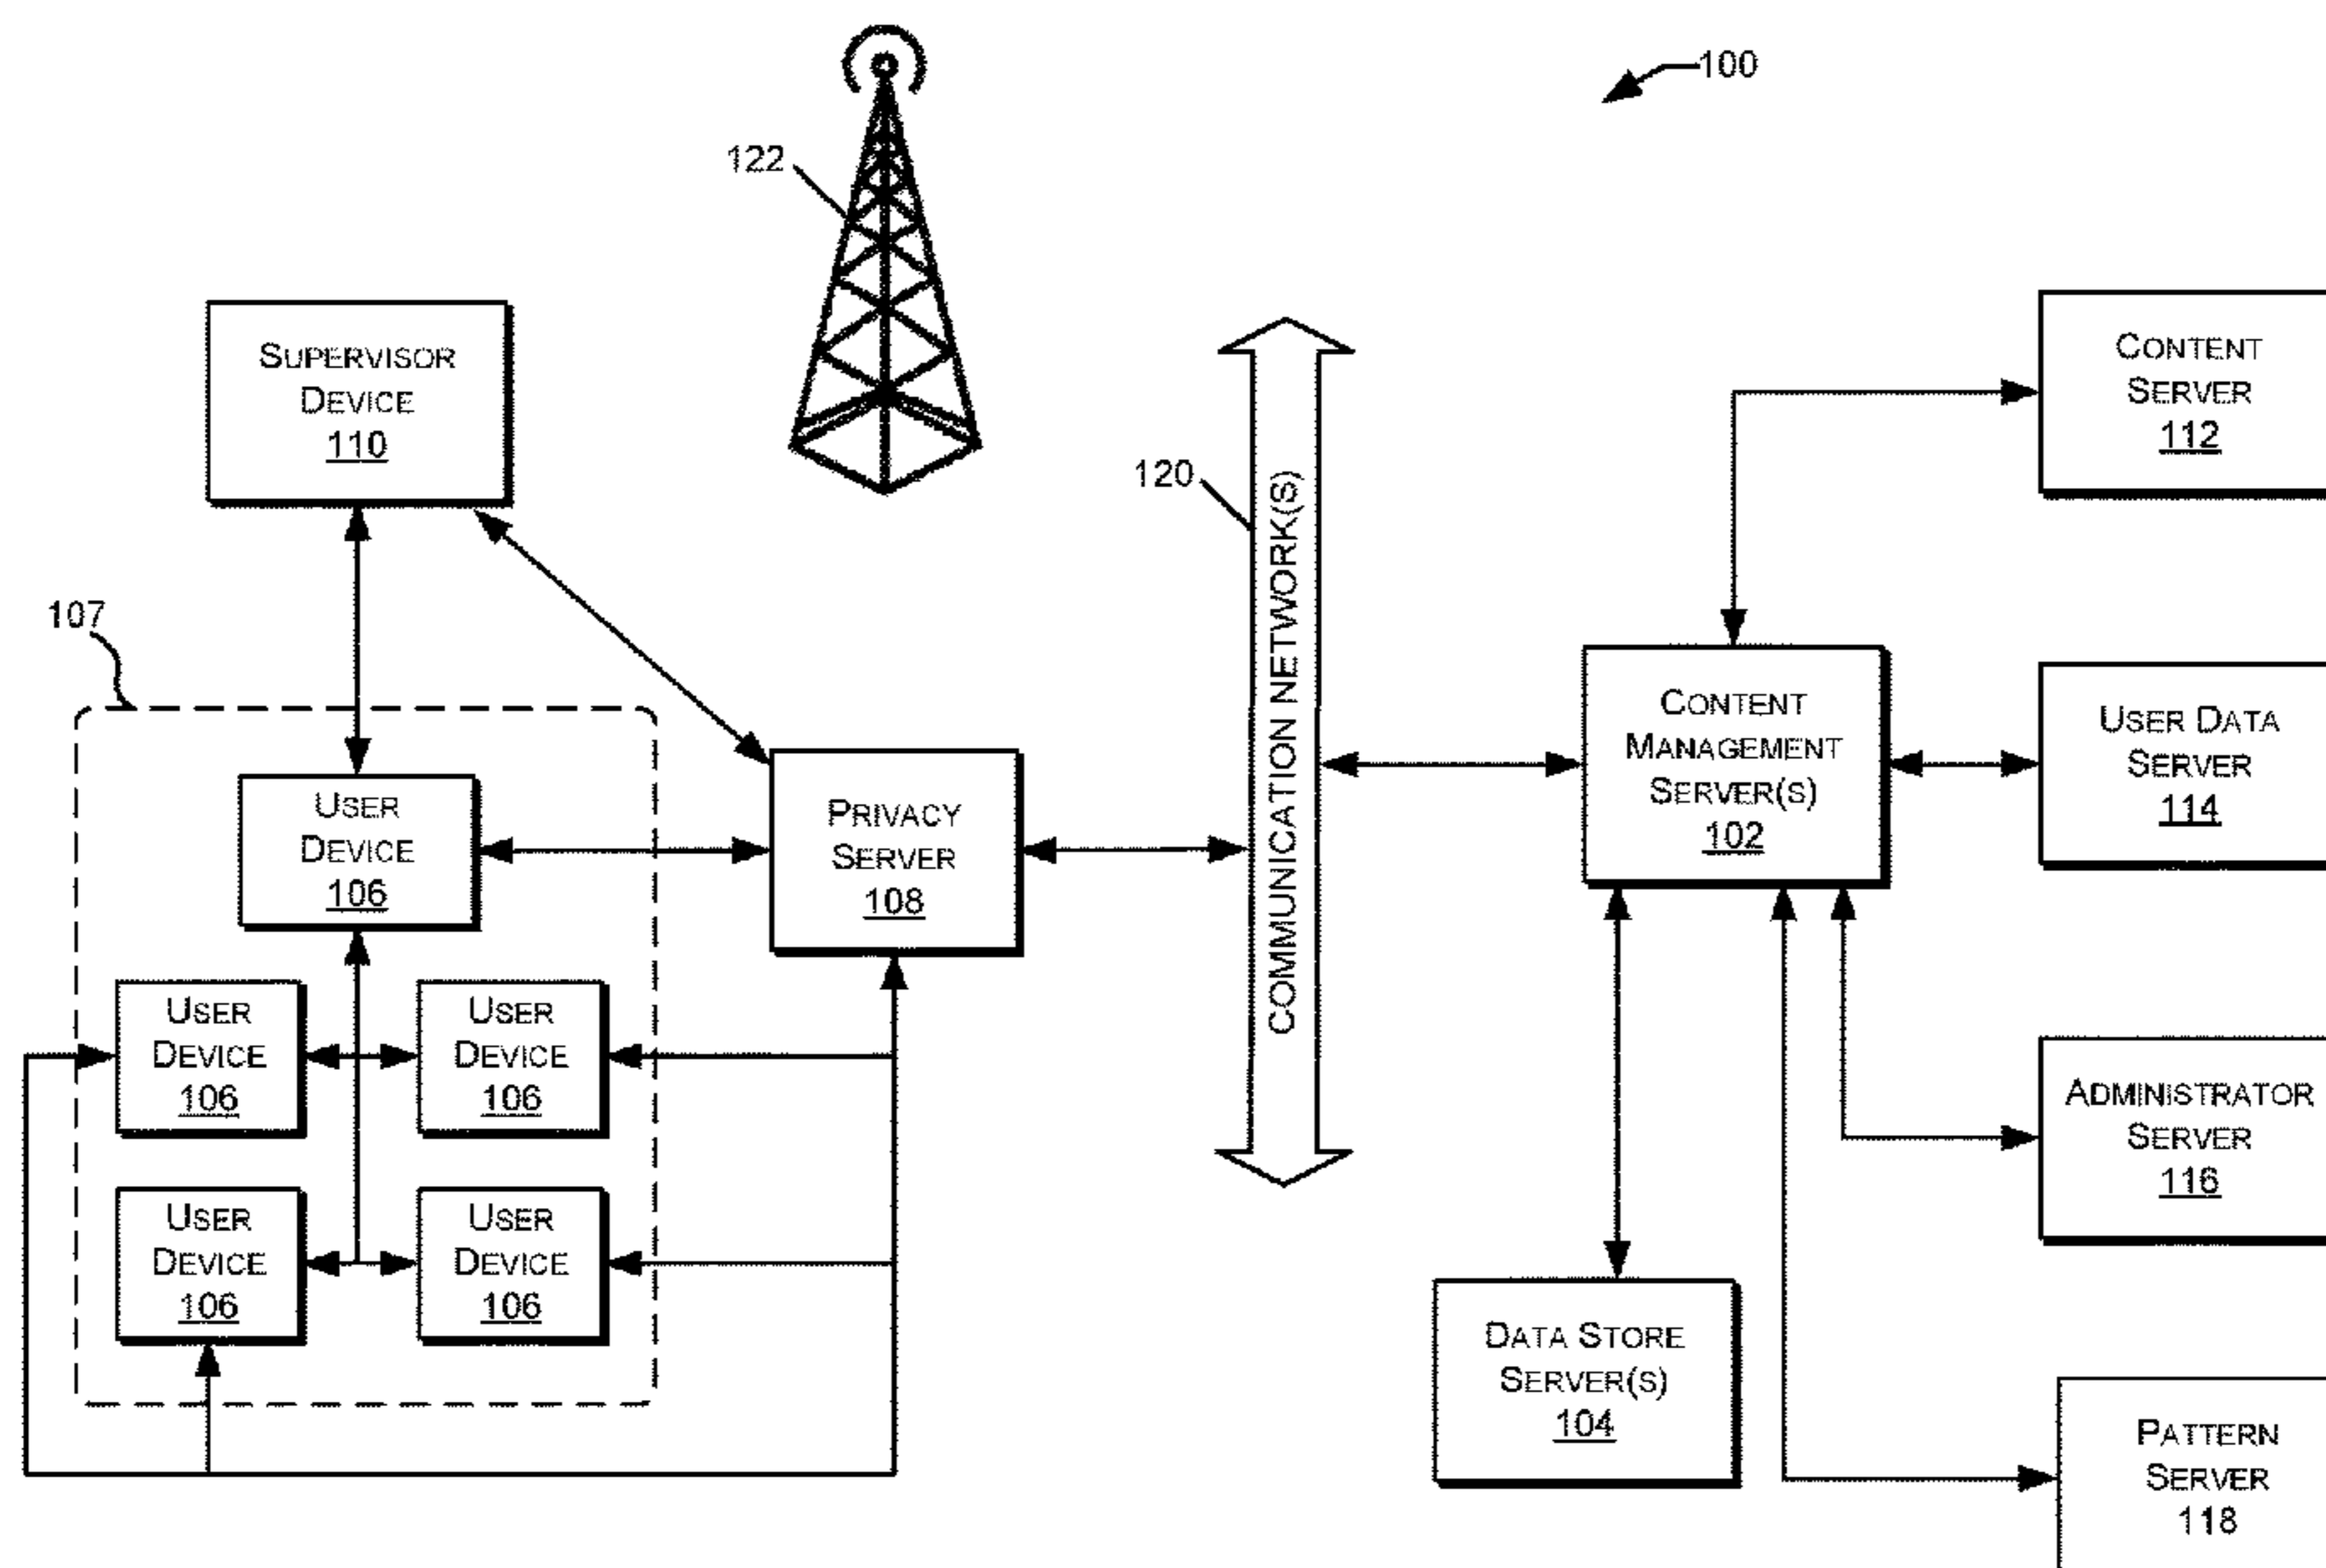 100
122
SUPERVISOR
DEVICE
110
CONTENT
SERVER
112
120
COMMUNICATION NETWORK(S)
107
USER
DEVICE
106
PRIVACY
SERVER
108
CONTENT
MANAGEMENT
SERVER(S)
102
USER DATA
SERVER
114
USER
DEVICE
106
USER
DEVICE
106
ADMINISTRATOR
SERVER
116
USER
DEVICE
106
USER
DEVICE
106
DATA STORE
SERVER(S)
104
PATTERN
SERVER
118